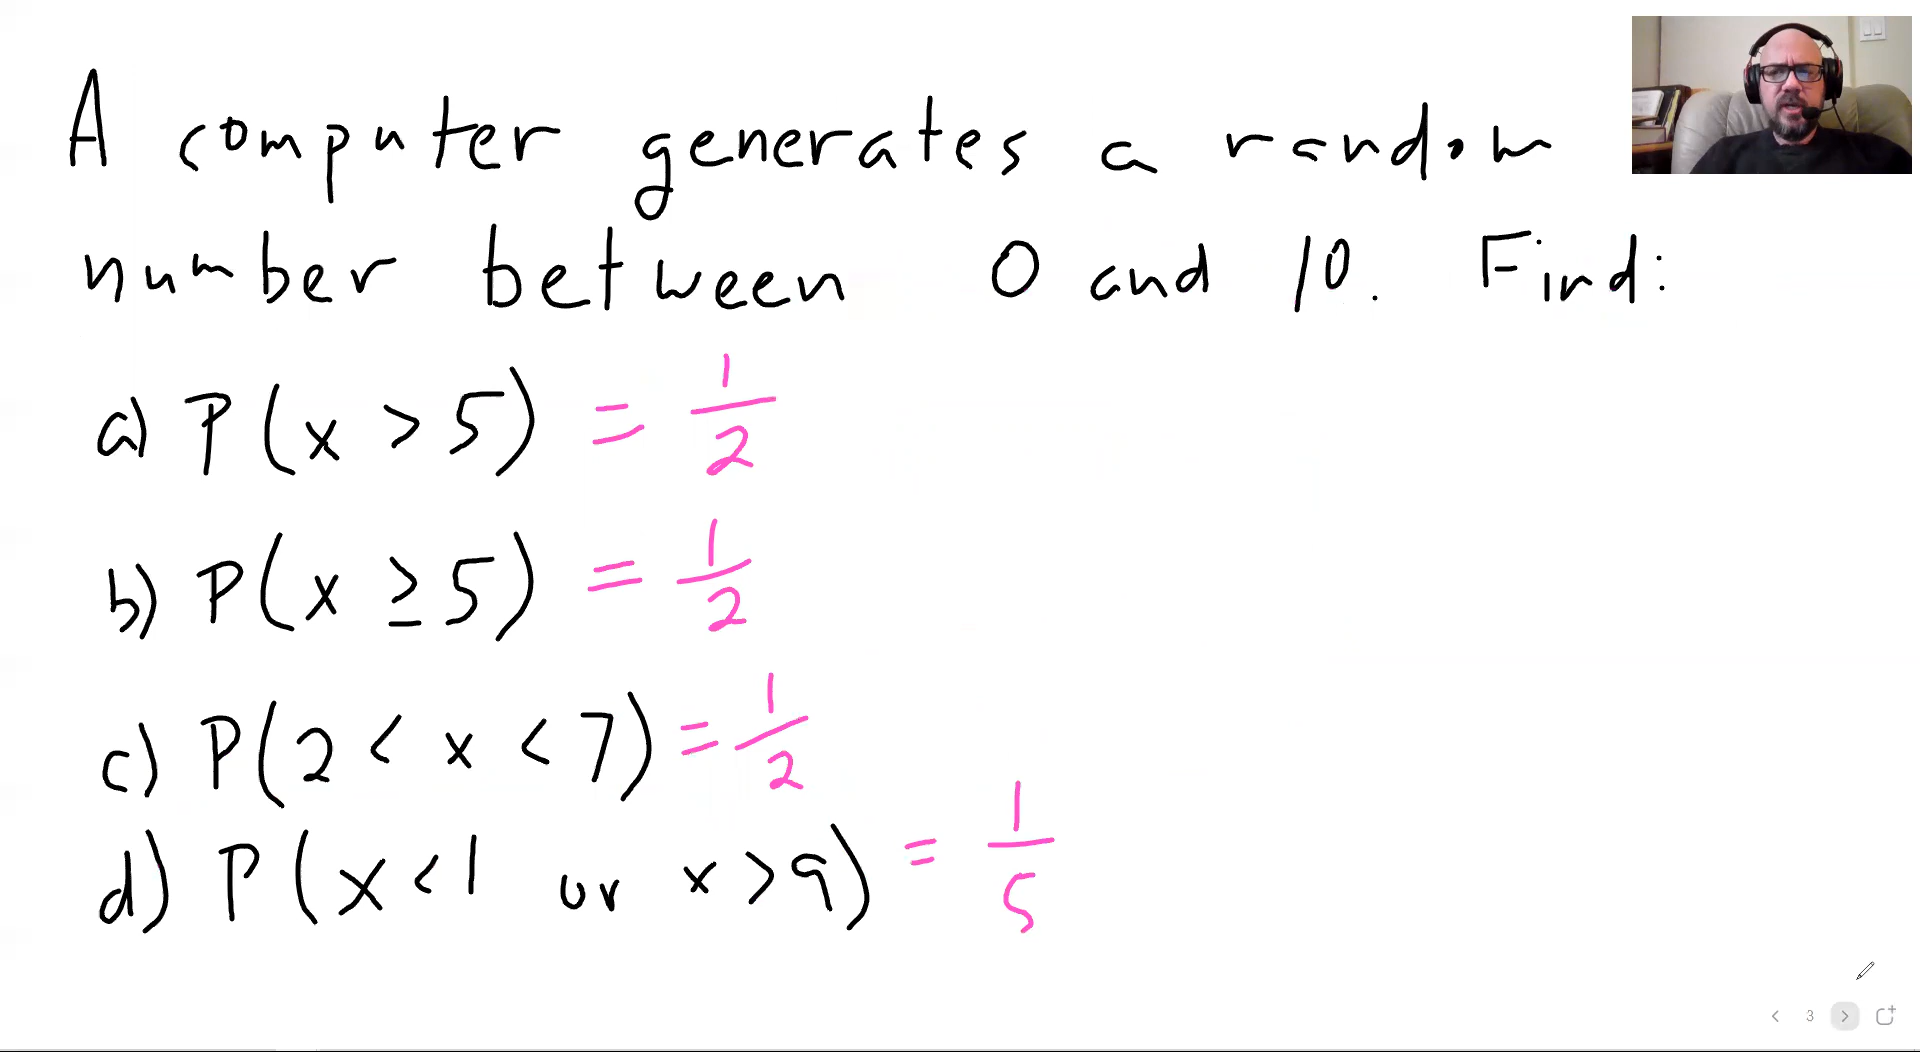 A computer generates a random
number between 0 and 10. Find:
a) P(x > 5) = 1/2
b) P(x ≥ 5) = 1/2
c) P(2 < x < 7) = 1/2
d) P(x < 1 or x > 9) = 1/5
3